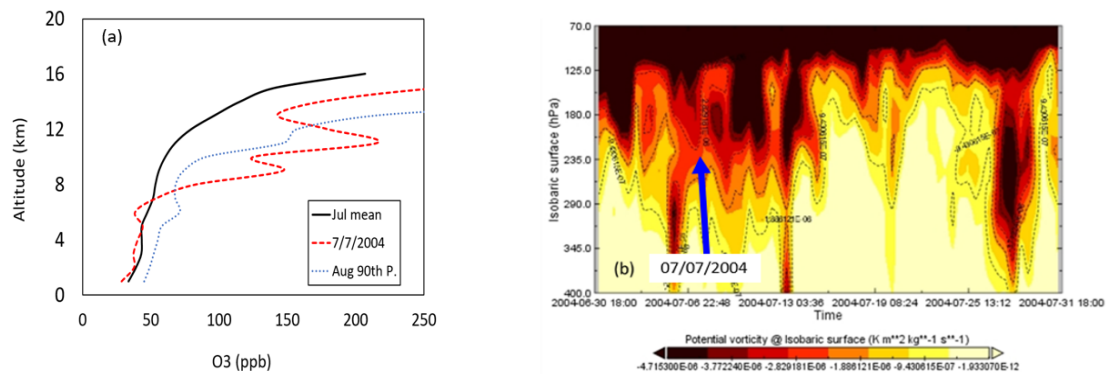 (a)
20
16
12
8
4
0
Altitude (km)
Jul mean
7/7/2004
Aug 90th P.
0 50 100 150 200 250
O3 (ppb)
70.0
125.0
180.0
235.0
290.0
345.0
400.0
Isobaric surface (hPa)
1.886121E-06
(b)
07/07/2004
2004-06-30 18:00 2004-07-06 22:48 2004-07-13 03:36 2004-07-19 08:24 2004-07-25 13:12 2004-07-31 18:00
Time
Potential vorticity @ Isobaric surface (K m**2 kg**-1 s**-1)
-4.715300E-06 -3.772240E-06 -2.829181E-06 -1.886121E-06 -9.430615E-07 -1.933070E-12